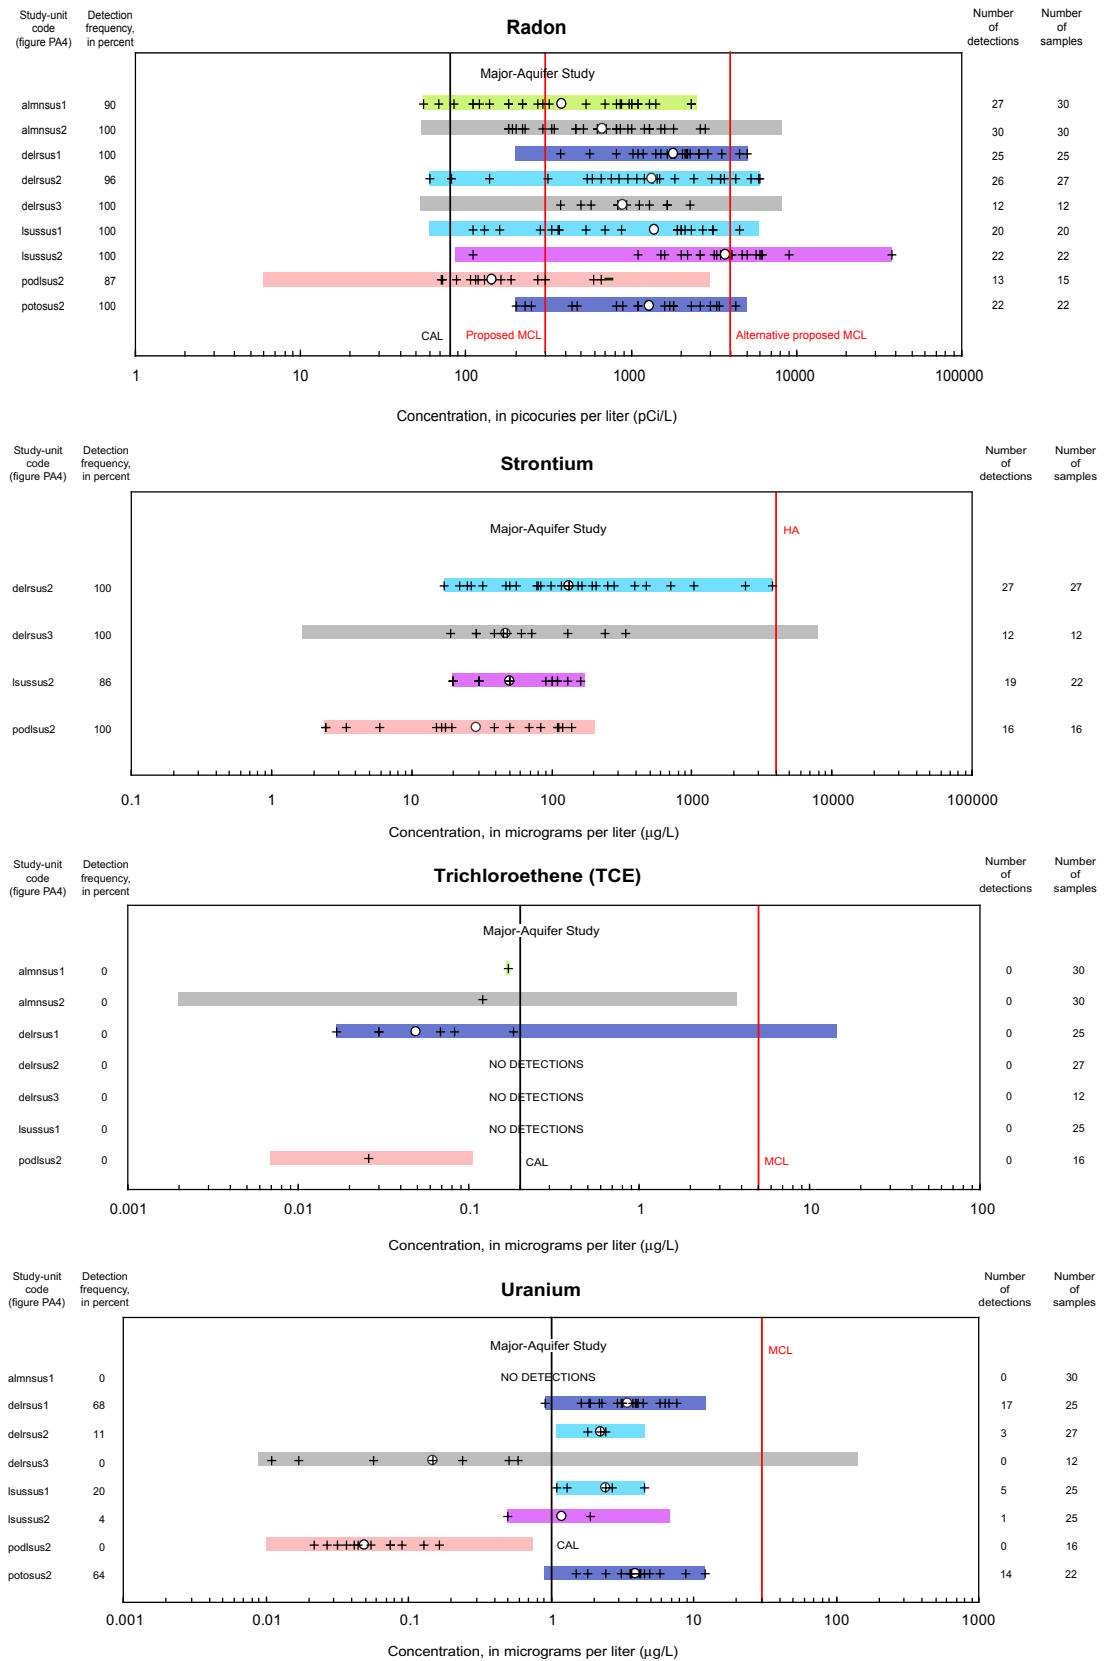 Radon
Study-unit code (figure PA4)
Detection frequency, in percent
Number of detections
Number of samples
Major-Aquifer Study
almnsus1 90 27 30
almnsus2 100 30 30
delrsus1 100 25 25
delrsus2 96 26 27
delrsus3 100 12 12
lsussus1 100 20 20
lsussus2 100 22 22
podlsus2 87 13 15
potosus2 100 22 22
CAL Proposed MCL Alternative proposed MCL
1 10 100 1000 10000 100000
Concentration, in picocuries per liter (pCi/L)
Strontium
Study-unit code (figure PA4)
Detection frequency, in percent
Number of detections
Number of samples
Major-Aquifer Study
HA
delrsus2 100 27 27
delrsus3 100 12 12
lsussus2 86 19 22
podlsus2 100 16 16
0.1 1 10 100 1000 10000 100000
Concentration, in micrograms per liter (µg/L)
Trichloroethene (TCE)
Study-unit code (figure PA4)
Detection frequency, in percent
Number of detections
Number of samples
Major-Aquifer Study
almnsus1 0 0 30
almnsus2 0 0 30
delrsus1 0 0 25
delrsus2 0 NO DETECTIONS 0 27
delrsus3 0 NO DETECTIONS 0 12
lsussus1 0 NO DETECTIONS 0 25
podlsus2 0 CAL MCL 0 16
0.001 0.01 0.1 1 10 100
Concentration, in micrograms per liter (µg/L)
Uranium
Study-unit code (figure PA4)
Detection frequency, in percent
Number of detections
Number of samples
Major-Aquifer Study
MCL
almnsus1 0 NO DETECTIONS 0 30
delrsus1 68 17 25
delrsus2 11 3 27
delrsus3 0 0 12
lsussus1 20 5 25
lsussus2 4 1 25
podlsus2 0 CAL 0 16
potosus2 64 14 22
0.001 0.01 0.1 1 10 100 1000
Concentration, in micrograms per liter (µg/L)